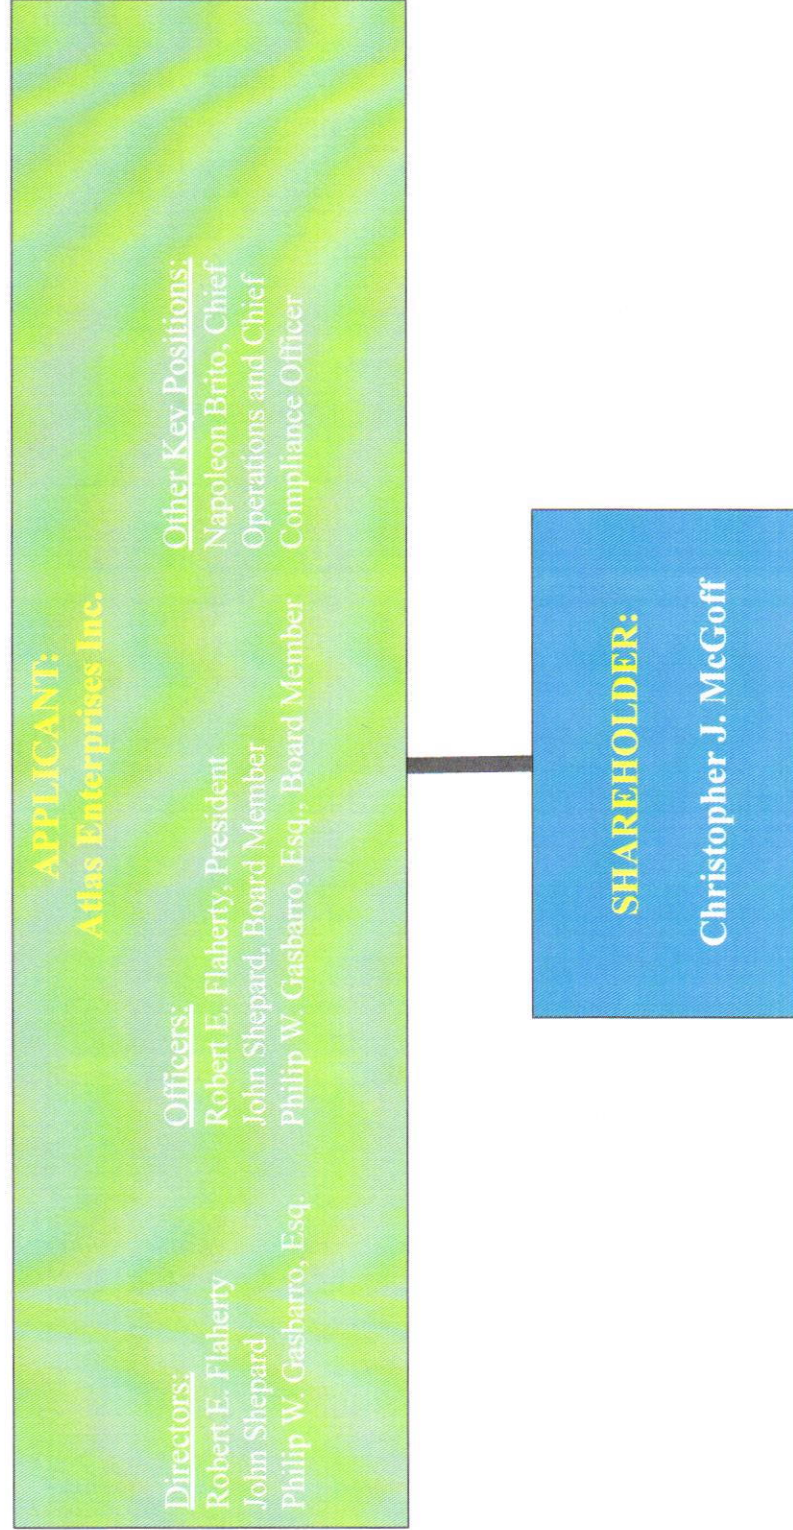 APPLICANT:
Atlas Enterprises Inc.
Directors:
Robert E. Flaherty
John Shepard
Philip W. Gasbarro, Esq.
Officers:
Robert E. Flaherty, President
John Shepard, Board Member
Philip W. Gasbarro, Esq., Board Member
Other Key Positions:
Napoleon Brito, Chief
Operations and Chief
Compliance Officer
SHAREHOLDER:
Christopher J. McGoff